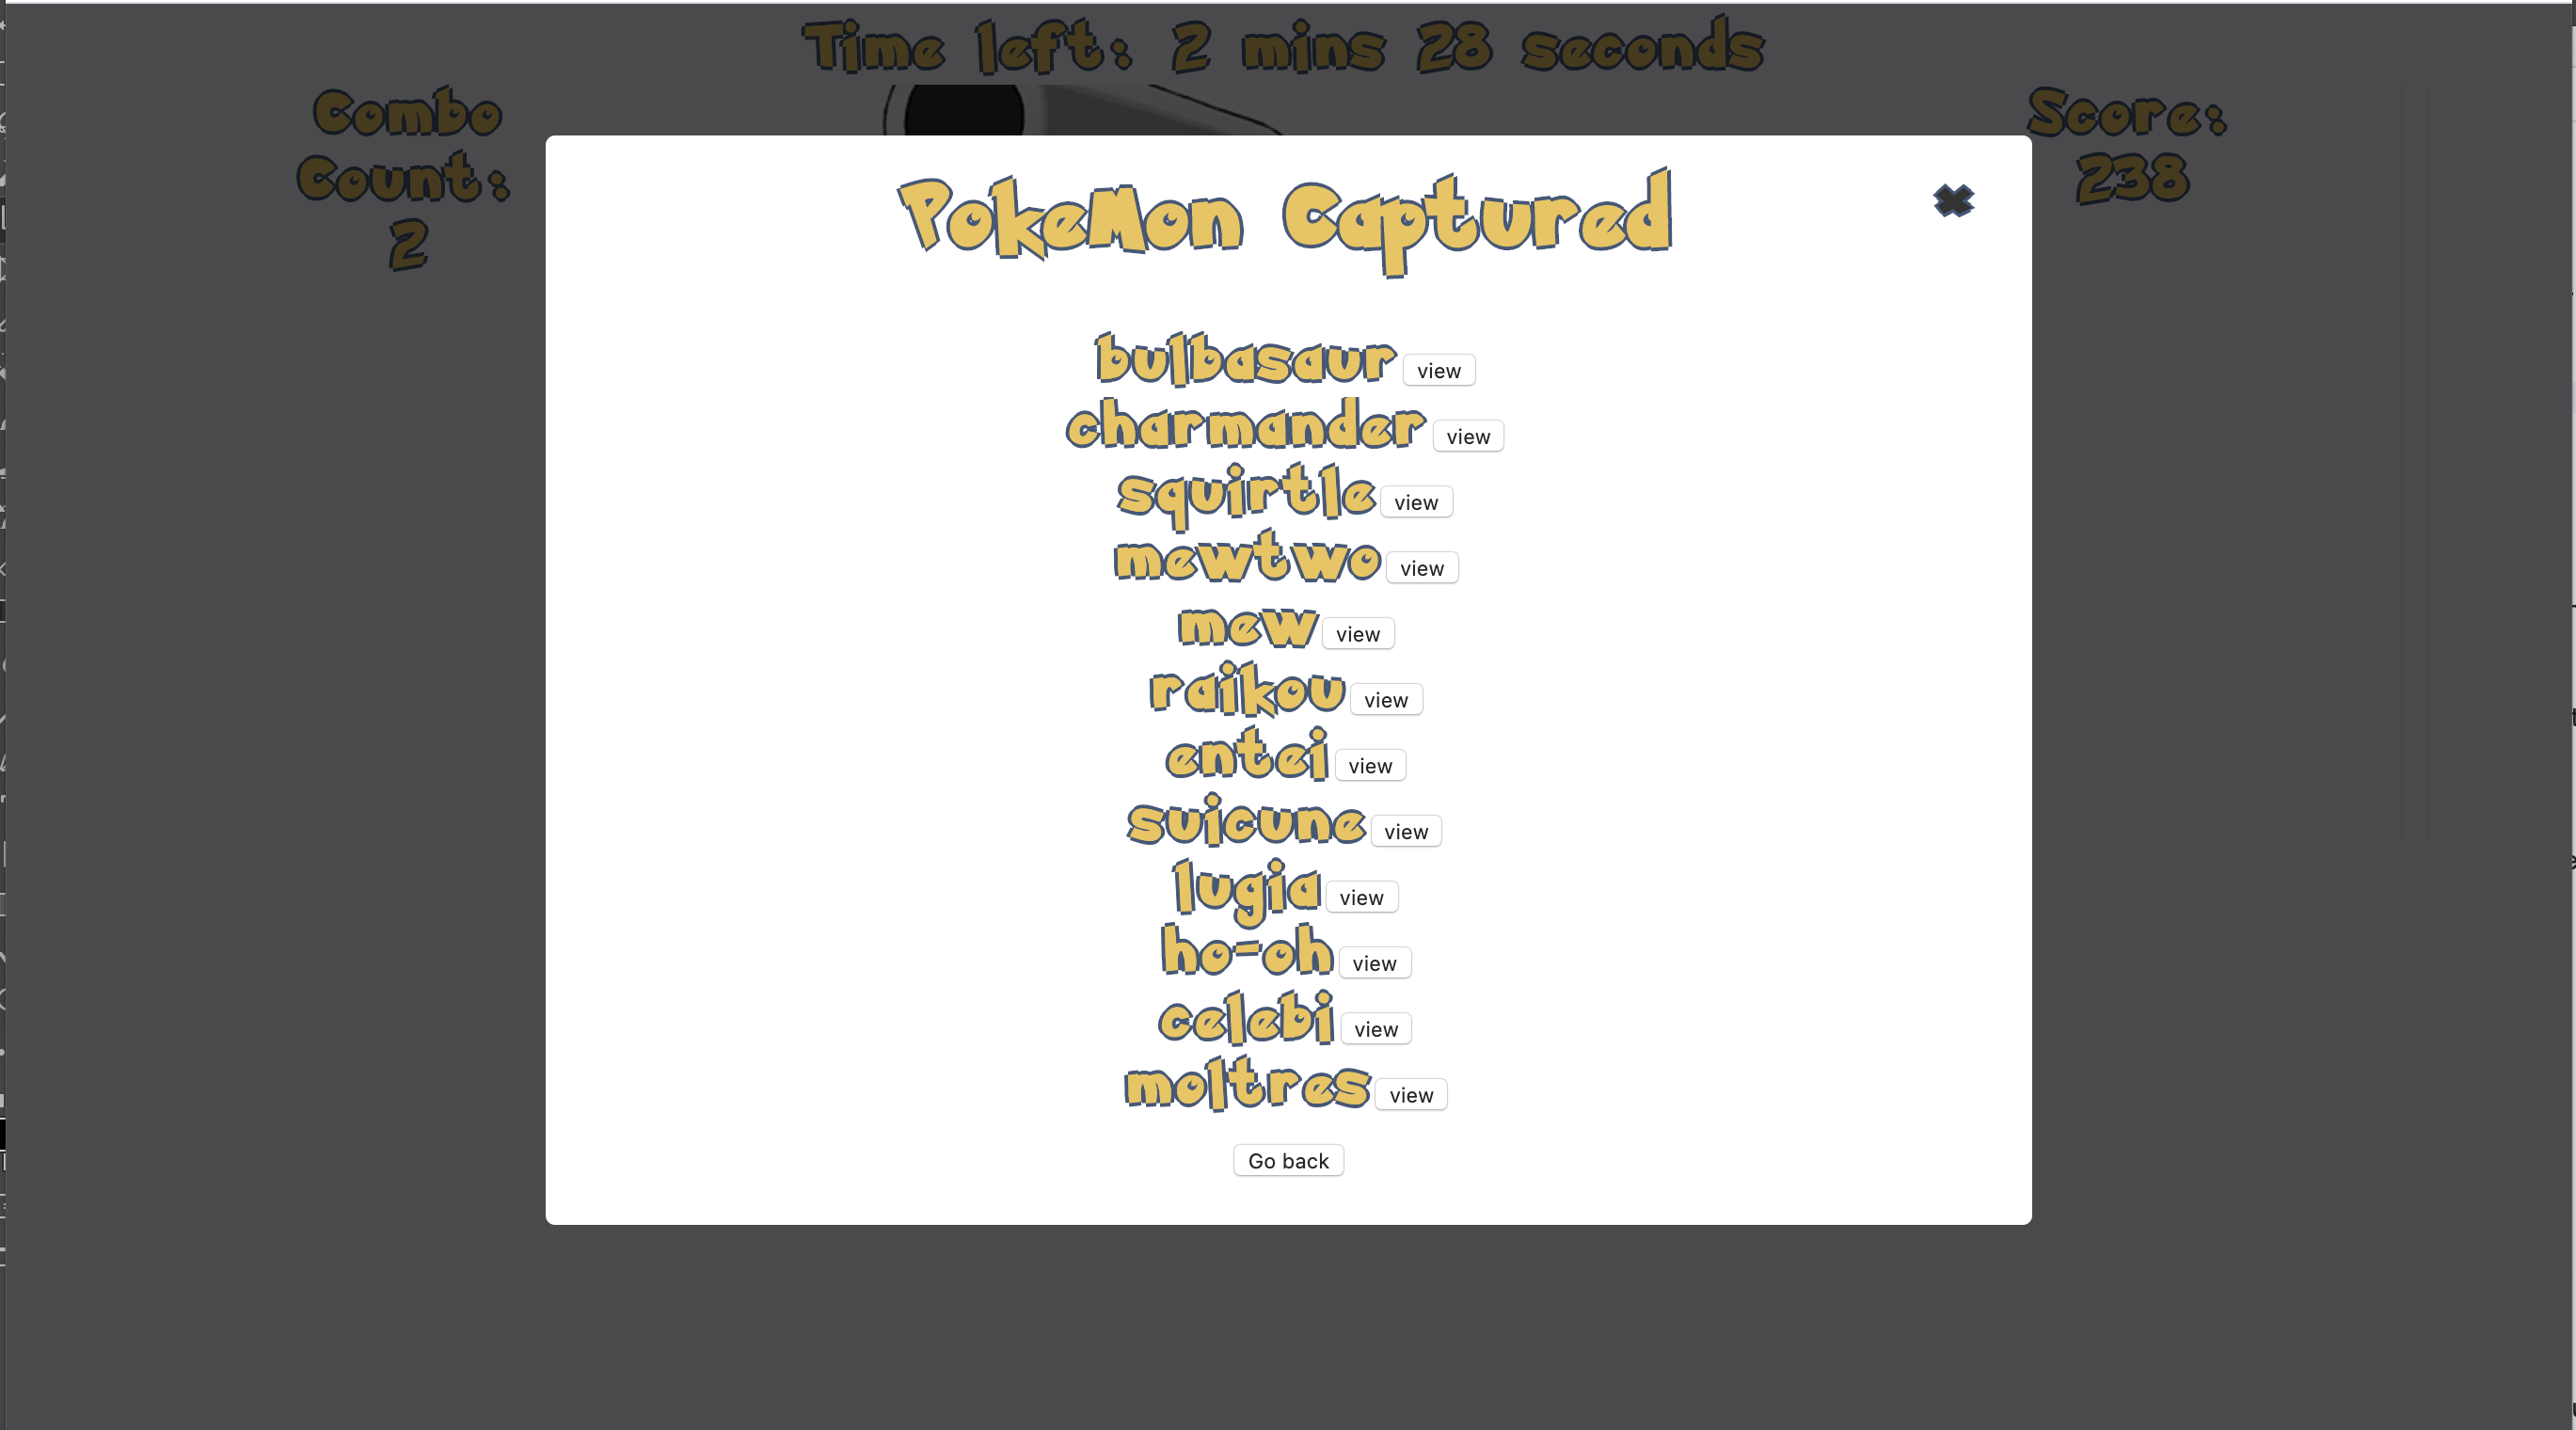 Time left: 2 mins 28 seconds
Combo
Count:
2
Score:
238
PokeMon Captured
✖
bulbasaur view
charmander view
squirtle view
mewtwo view
mew view
raikou view
entei view
suicune view
lugia view
ho-oh view
celebi view
moltres view
Go back